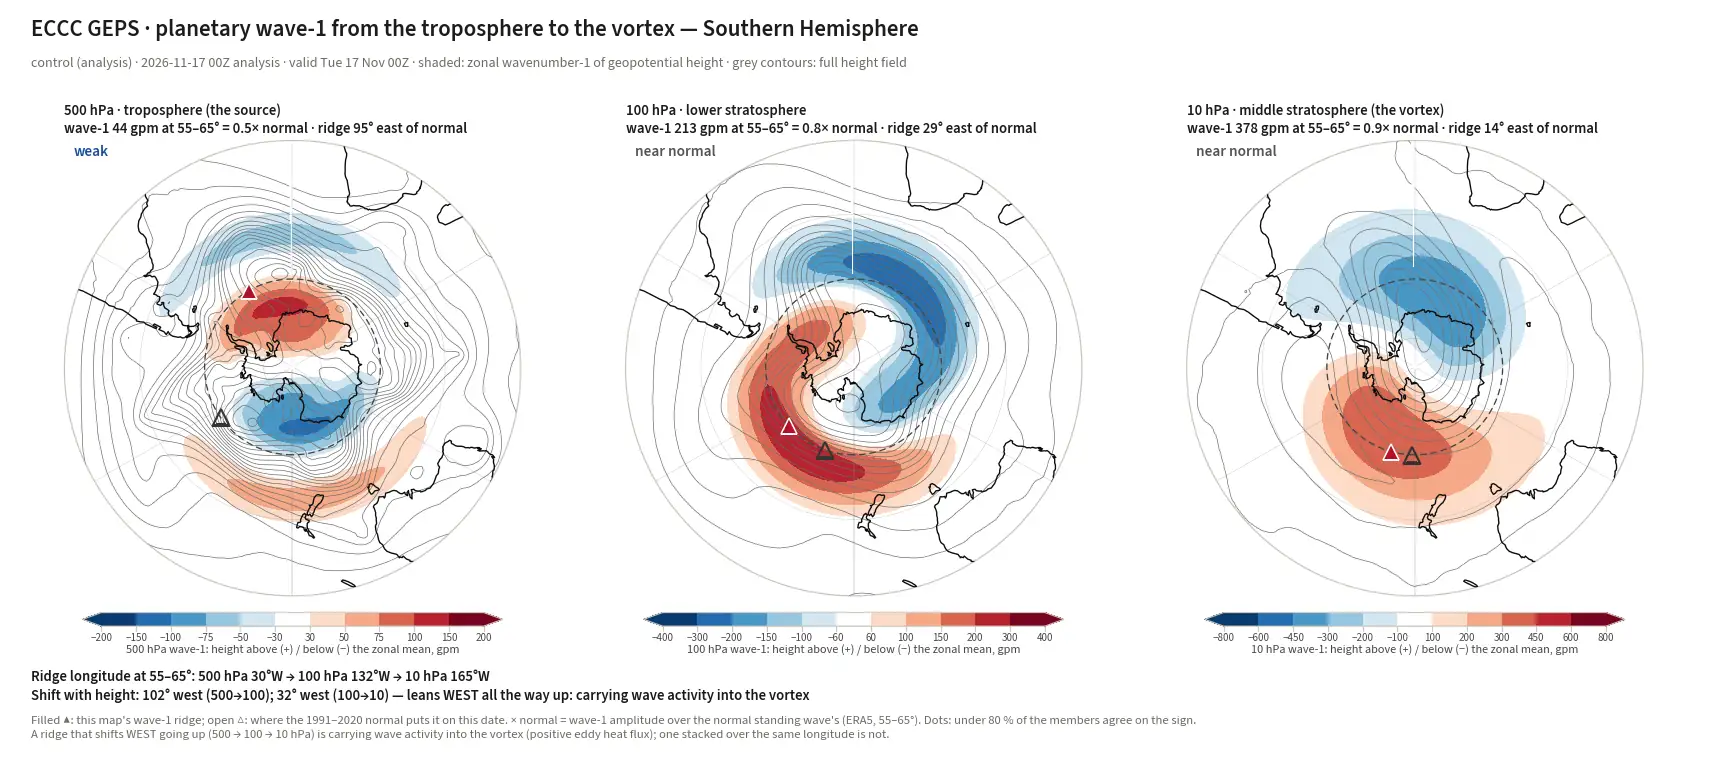 ECCC GEPS · planetary wave-1 from the troposphere to the vortex — Southern Hemisphere
control (analysis) · 2026-11-17 00Z analysis · valid Tue 17 Nov 00Z · shaded: zonal wavenumber-1 of geopotential height · grey contours: full height field
500 hPa · troposphere (the source)
wave-1 44 gpm at 55–65° = 0.5× normal · ridge 95° east of normal
weak
100 hPa · lower stratosphere
wave-1 213 gpm at 55–65° = 0.8× normal · ridge 29° east of normal
near normal
10 hPa · middle stratosphere (the vortex)
wave-1 378 gpm at 55–65° = 0.9× normal · ridge 14° east of normal
near normal
−200 −150 −100 −75 −50 −30 30 50 75 100 150 200
500 hPa wave-1: height above (+) / below (−) the zonal mean, gpm
−400 −300 −200 −150 −100 −60 60 100 150 200 300 400
100 hPa wave-1: height above (+) / below (−) the zonal mean, gpm
−800 −600 −450 −300 −200 −100 100 200 300 450 600 800
10 hPa wave-1: height above (+) / below (−) the zonal mean, gpm
Ridge longitude at 55–65°: 500 hPa 30°W → 100 hPa 132°W → 10 hPa 165°W
Shift with height: 102° west (500→100); 32° west (100→10) — leans WEST all the way up: carrying wave activity into the vortex
Filled ▲: this map's wave-1 ridge; open △: where the 1991–2020 normal puts it on this date. × normal = wave-1 amplitude over the normal standing wave's (ERA5, 55–65°). Dots: under 80 % of the members agree on the sign.
A ridge that shifts WEST going up (500 → 100 → 10 hPa) is carrying wave activity into the vortex (positive eddy heat flux); one stacked over the same longitude is not.